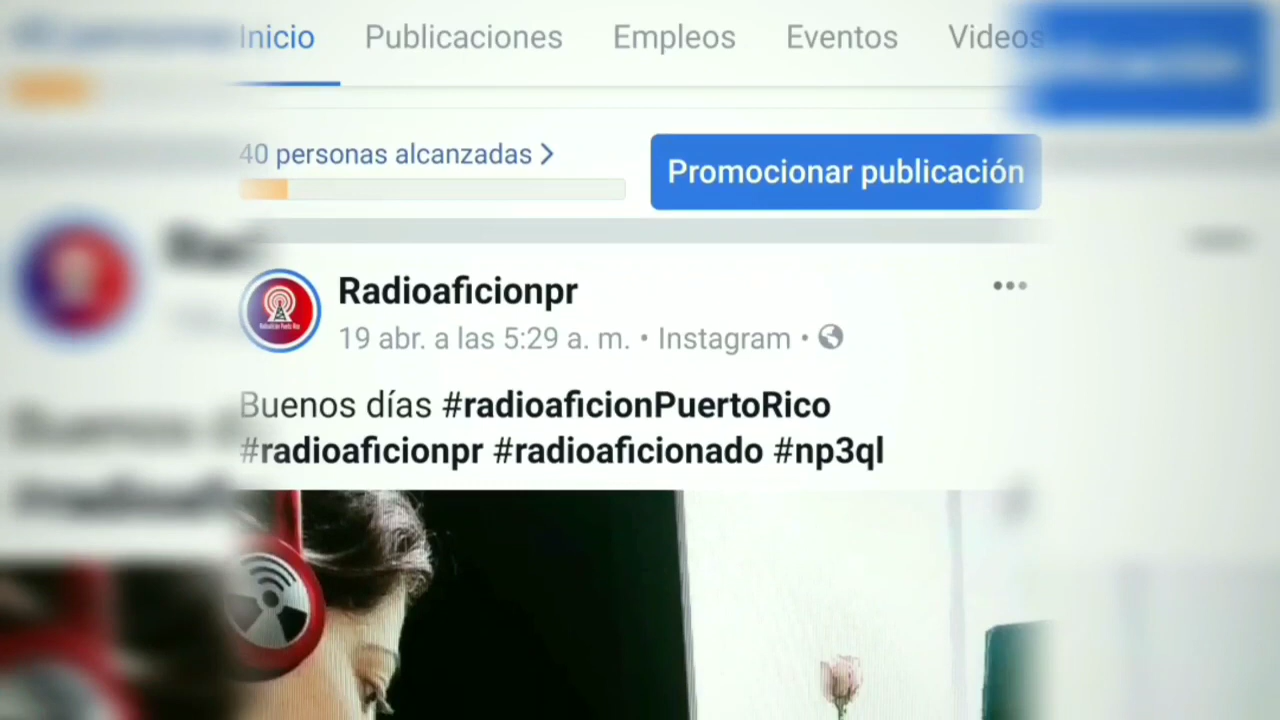 Inicio Publicaciones Empleos Eventos Videos
40 personas alcanzadas
Promocionar publicación
Radioaficionpr
19 abr. a las 5:29 a. m. • Instagram •
Buenos días #radioaficionPuertoRico
#radioaficionpr #radioaficionado #np3ql